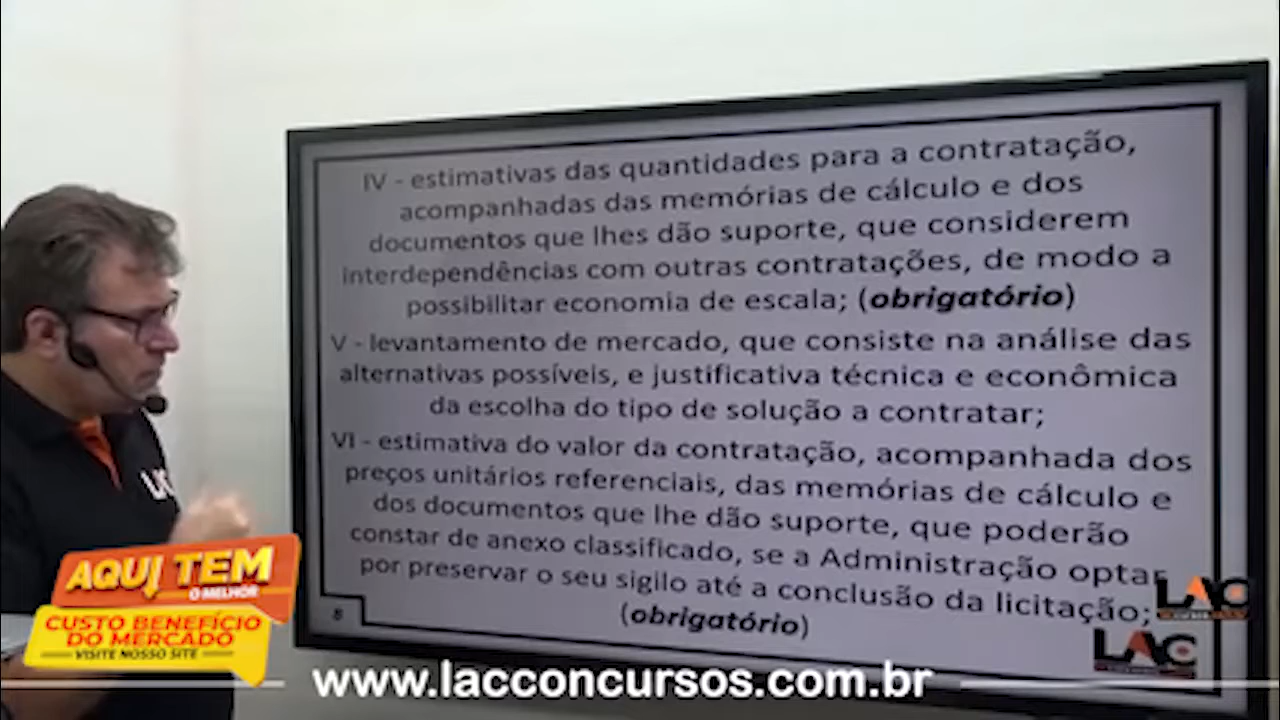 IV - estimativas das quantidades para a contratação,
acompanhadas das memórias de cálculo e dos
documentos que lhes dão suporte, que considerem
interdependências com outras contratações, de modo a
possibilitar economia de escala; (obrigatório)
V - levantamento de mercado, que consiste na análise das
alternativas possíveis, e justificativa técnica e econômica
da escolha do tipo de solução a contratar;
VI - estimativa do valor da contratação, acompanhada dos
preços unitários referenciais, das memórias de cálculo e
dos documentos que lhe dão suporte, que poderão
constar de anexo classificado, se a Administração optar
por preservar o seu sigilo até a conclusão da licitação;
(obrigatório)
8
LAC
LAC
LAC
AQUI TEM
O MELHOR
CUSTO BENEFÍCIO
DO MERCADO
VISITE NOSSO SITE
www.lacconcursos.com.br